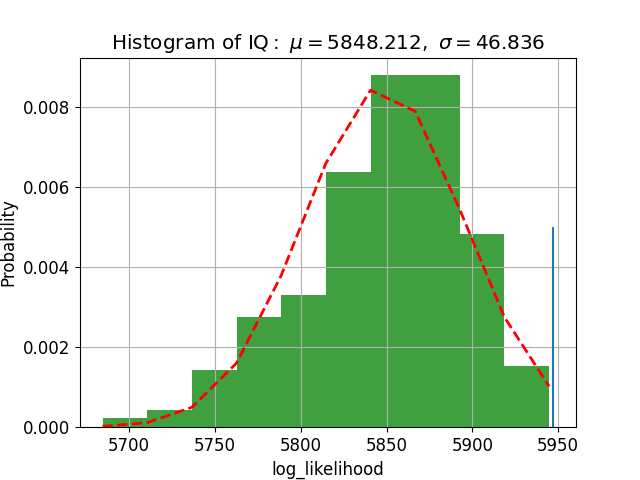 Histogram of IQ : μ = 5848.212, σ = 46.836
0.008
0.006
0.004
0.002
0.000
Probability
5700 5750 5800 5850 5900 5950
log_likelihood